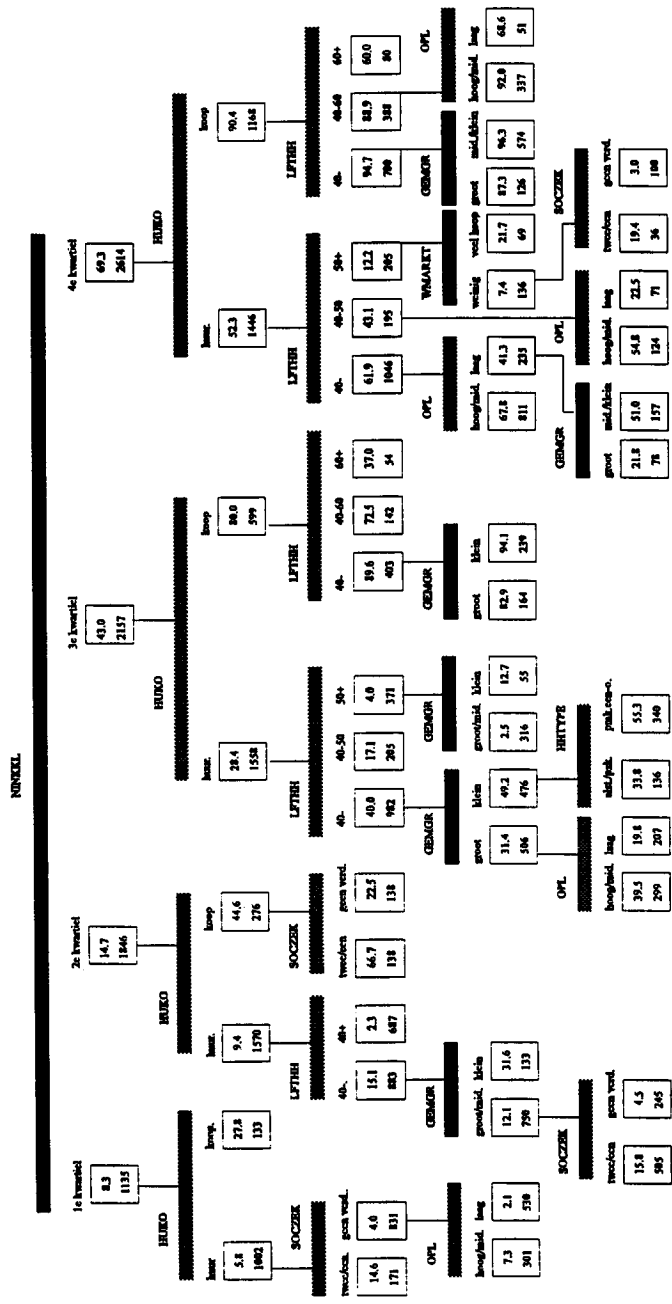 NINKKL
1e kwartiel 2e kwartiel 3e kwartiel 4e kwartiel
8.3 14.7 43.0 69.3
1135 1846 2157 2614
HUKO HUKO HUKO HUKO
huur koop. huur. koop huur. koop huur. koop
5.8 27.8 9.4 44.6 28.4 80.0 52.3 90.4
1002 133 1570 276 1558 599 1446 1168
SOCZEK LFTHH SOCZEK LFTHH LFTHH LFTHH LFTHH
twee/een. geen verd. 40-. 40+ twee/een geen verd. 40- 40-50 50+ 40- 40-60 60+ 40- 40-50 50+ 40- 40-60 60+
14.6 4.0 15.1 2.3 66.7 22.5 40.0 17.1 4.0 89.6 72.5 37.0 61.9 43.1 12.2 94.7 88.9 60.0
171 831 883 687 138 138 982 205 371 403 142 54 1046 195 205 700 388 80
OPL GEMGR GEMGR GEMGR GEMGR OPL WMARKT GEMGR OPL
hoog/mid. laag groot/mid. klein groot klein groot/mid. klein groot klein hoog/mid. laag weinig veel koop groot mid./klein hoog/mid. laag
7.3 2.1 12.1 31.6 31.4 49.2 2.5 12.7 82.9 94.1 67.8 41.3 7.4 21.7 87.3 96.3 92.0 68.6
301 530 750 133 506 476 316 55 164 239 811 235 136 69 126 574 337 51
SOCZEK OPL HHTYPE GEMGR OPL SOCZEK
twee/een geen verd. hoog/mid. laag groot mid./klein hoog/mid. laag twee/een geen verd.
15.8 4.5 39.5 19.8 33.8 55.3 21.8 51.0 54.8 22.5 19.4 3.0
505 245 299 207 136 340 78 157 124 71 36 100